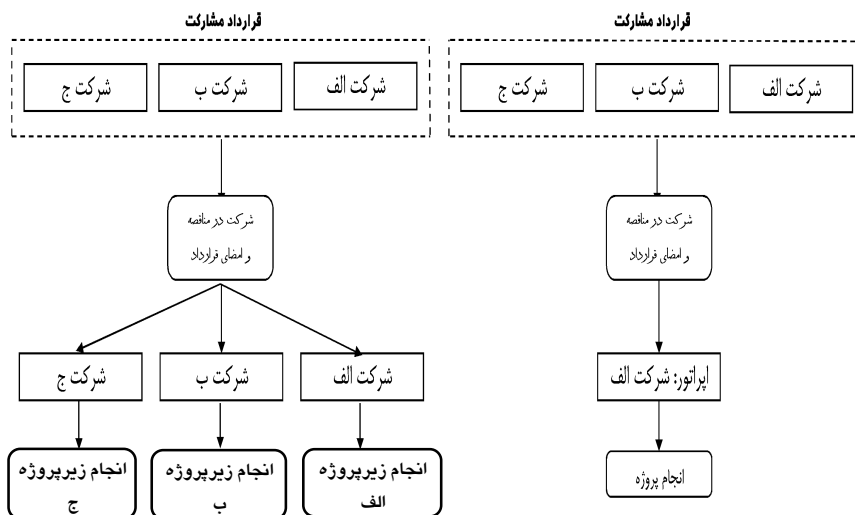 قرارداد مشارکت
شرکت الف
شرکت ب
شرکت ج
شرکت در مناقصه
و امضای قرارداد
اپراتور: شرکت الف
انجام پروژه
قرارداد مشارکت
شرکت الف
شرکت ب
شرکت ج
شرکت در مناقصه
و امضای قرارداد
شرکت الف
شرکت ب
شرکت ج
انجام زیرپروژه
الف
انجام زیرپروژه
ب
انجام زیرپروژه
ج